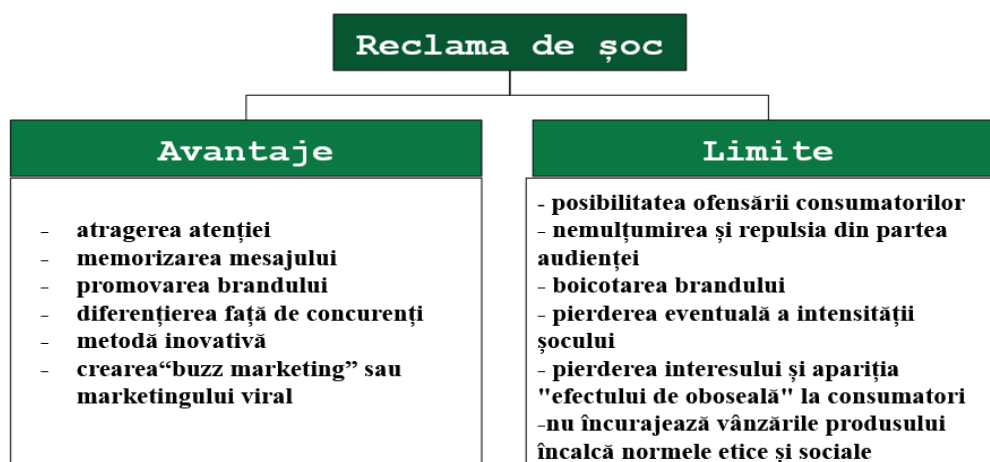 Reclama de șoc
Avantaje
- atragerea atenției
- memorizarea mesajului
- promovarea brandului
- diferențierea față de concurenți
- metodă inovativă
- crearea“buzz marketing” sau
marketingului viral
Limite
- posibilitatea ofensării consumatorilor
- nemulțumirea și repulsia din partea
audienței
- boicotarea brandului
- pierderea eventuală a intensității
șocului
- pierderea interesului și apariția
"efectului de oboseală" la consumatori
-nu încurajează vânzările produsului
încalcă normele etice și sociale